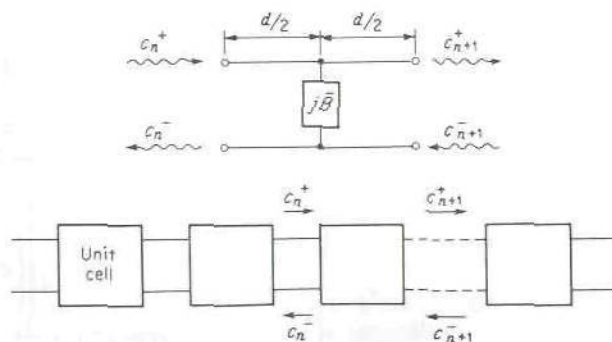 d/2 d/2
c_n^+ c_{n+1}^+
jB̄
c_n^- c_{n+1}^-
c_n^+ c_{n+1}^+
Unit
cell
c_n^- c_{n+1}^-